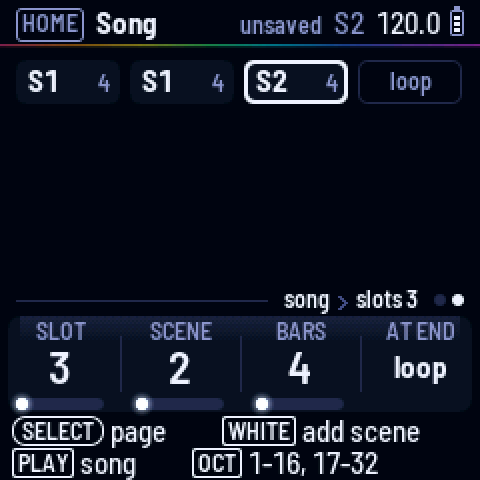 HOME Song unsaved S2 120.0
S1 4 S1 4 S2 4 loop
song > slots 3
SLOT SCENE BARS AT END
3 2 4 loop
SELECT page WHITE add scene
PLAY song OCT 1-16, 17-32